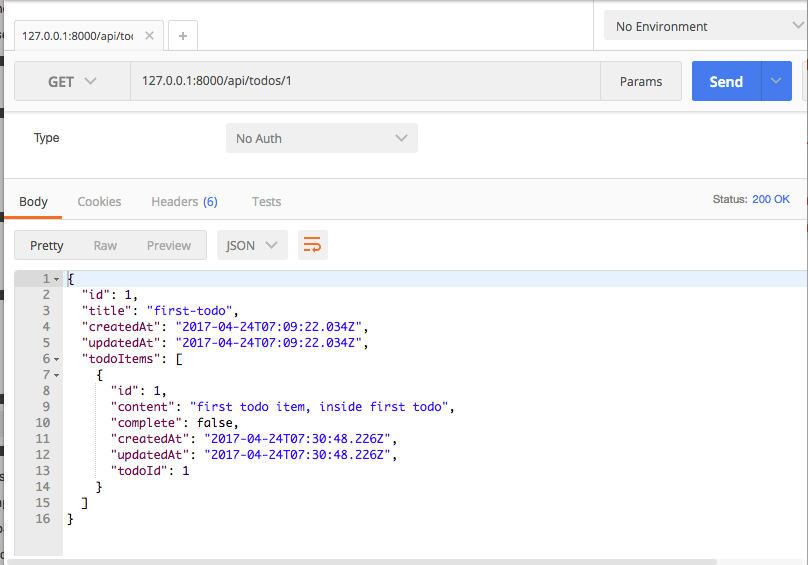 127.0.0.1:8000/api/toc
No Environment
GET
127.0.0.1:8000/api/todos/1
Params
Send
Type
No Auth
Body
Cookies
Headers (6)
Tests
Status: 200 OK
Pretty
Raw
Preview
JSON
1 {
2 "id": 1,
3 "title": "first-todo",
4 "createdAt": "2017-04-24T07:09:22.034Z",
5 "updatedAt": "2017-04-24T07:09:22.034Z",
6 "todoItems": [
7 {
8 "id": 1,
9 "content": "first todo item, inside first todo",
10 "complete": false,
11 "createdAt": "2017-04-24T07:30:48.226Z",
12 "updatedAt": "2017-04-24T07:30:48.226Z",
13 "todoId": 1
14 }
15 ]
16 }